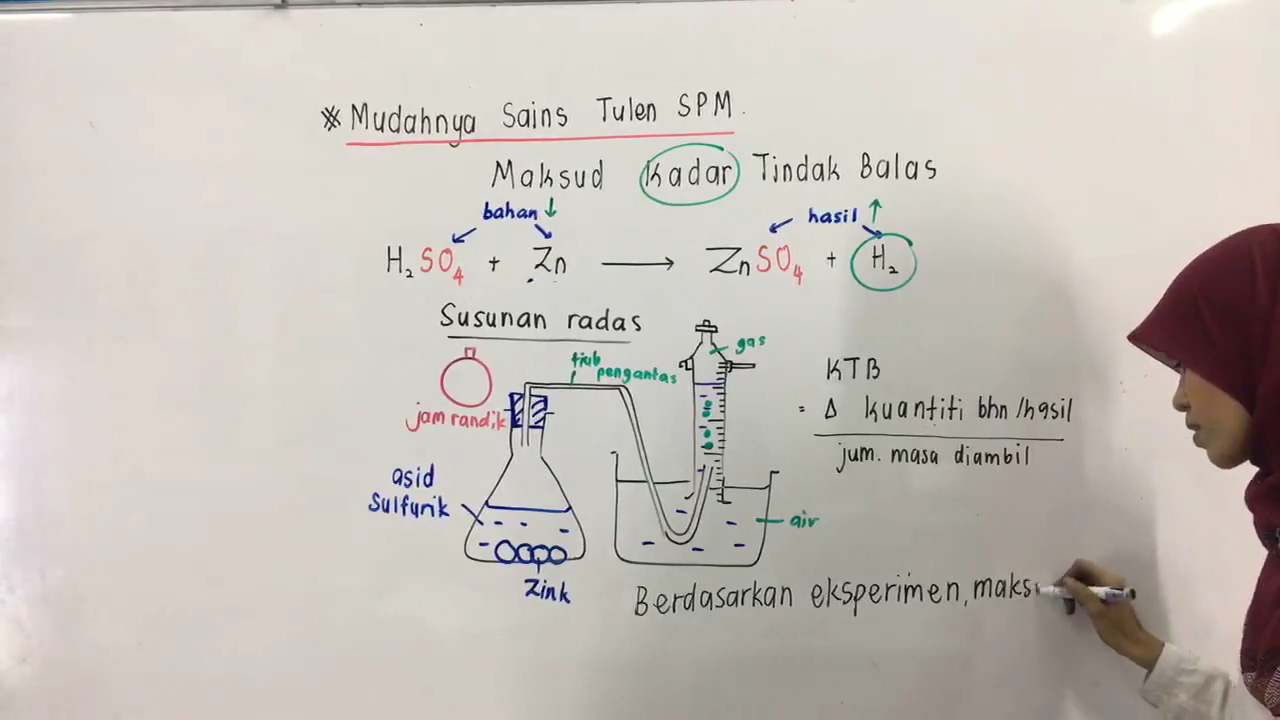 ※ Mudahnya Sains Tulen SPM.
Maksud Kadar Tindak Balas
bahan ↓ hasil ↑
H₂SO₄ + Zn → ZnSO₄ + H₂
Susunan radas
gas
tiub
pengantas
jam randik
KTB
= Δ kuantiti bhn/hasil
jum. masa diambil
asid
Sulfurik
air
Zink
Berdasarkan eksperimen, maks